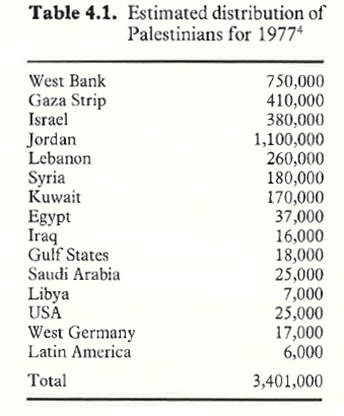 Table 4.1. Estimated distribution of
Palestinians for 1977⁴
West Bank 750,000
Gaza Strip 410,000
Israel 380,000
Jordan 1,100,000
Lebanon 260,000
Syria 180,000
Kuwait 170,000
Egypt 37,000
Iraq 16,000
Gulf States 18,000
Saudi Arabia 25,000
Libya 7,000
USA 25,000
West Germany 17,000
Latin America 6,000
Total 3,401,000